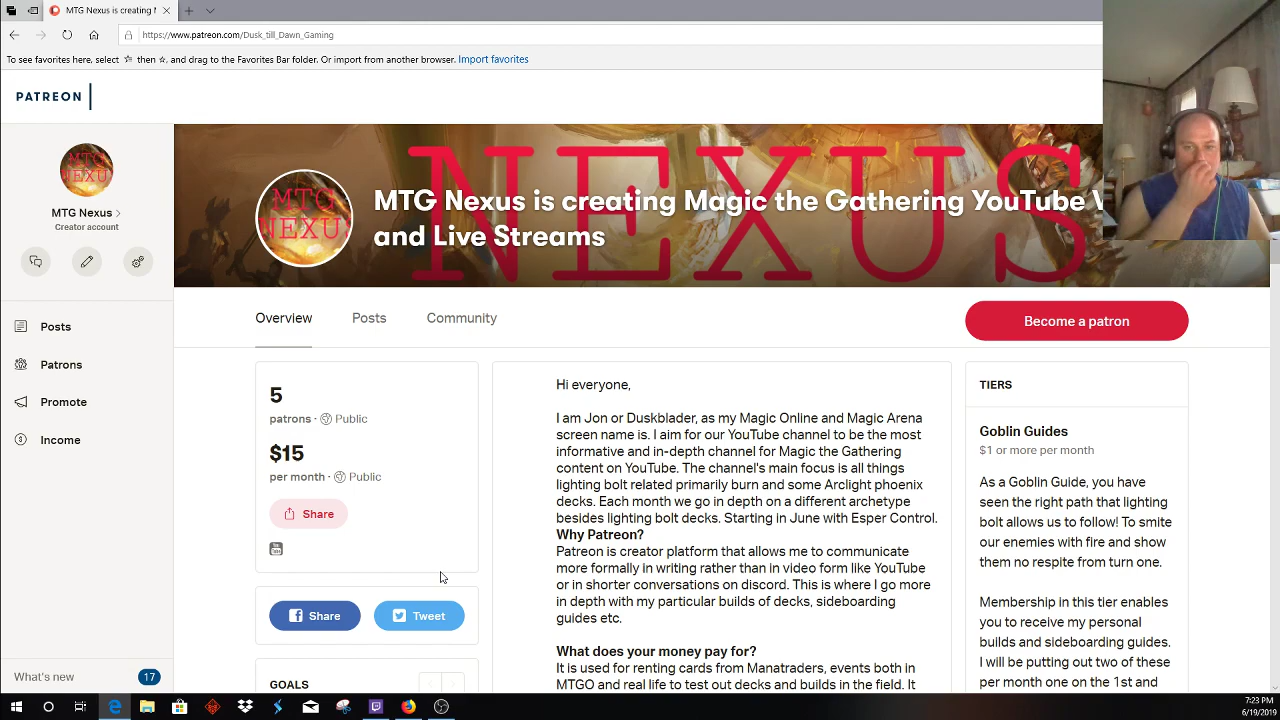 MTG Nexus is creating
https://www.patreon.com/Dusk_till_Dawn_Gaming
To see favorites here, select then, and drag to the Favorites Bar folder. Or import from another browser. Import favorites
PATREON
MTG
NEXU
MTG Nexus
Creator account
Posts
Patrons
Promote
Income
What's new 17
NEXUS
MTG
NEXU
MTG Nexus is creating Magic the Gathering YouTube
and Live Streams
Overview Posts Community
Become a patron
5
patrons · Public
$15
per month · Public
Share
Share
Tweet
GOALS
Hi everyone,
I am Jon or Duskblader, as my Magic Online and Magic Arena
screen name is. I aim for our YouTube channel to be the most
informative and in-depth channel for Magic the Gathering
content on YouTube. The channel's main focus is all things
lighting bolt related primarily burn and some Arclight phoenix
decks. Each month we go in depth on a different archetype
besides lighting bolt decks. Starting in June with Esper Control.
Why Patreon?
Patreon is creator platform that allows me to communicate
more formally in writing rather than in video form like YouTube
or in shorter conversations on discord. This is where I go more
in depth with my particular builds of decks, sideboarding
guides etc.
What does your money pay for?
It is used for renting cards from Manatraders, events both in
MTGO and real life to test out decks and builds in the field. It
TIERS
Goblin Guides
$1 or more per month
As a Goblin Guide, you have
seen the right path that lighting
bolt allows us to follow! To smite
our enemies with fire and show
them no respite from turn one.
Membership in this tier enables
you to receive my personal
builds and sideboarding guides.
I will be putting out two of these
per month one on the 1st and
7:23 PM
6/19/2019